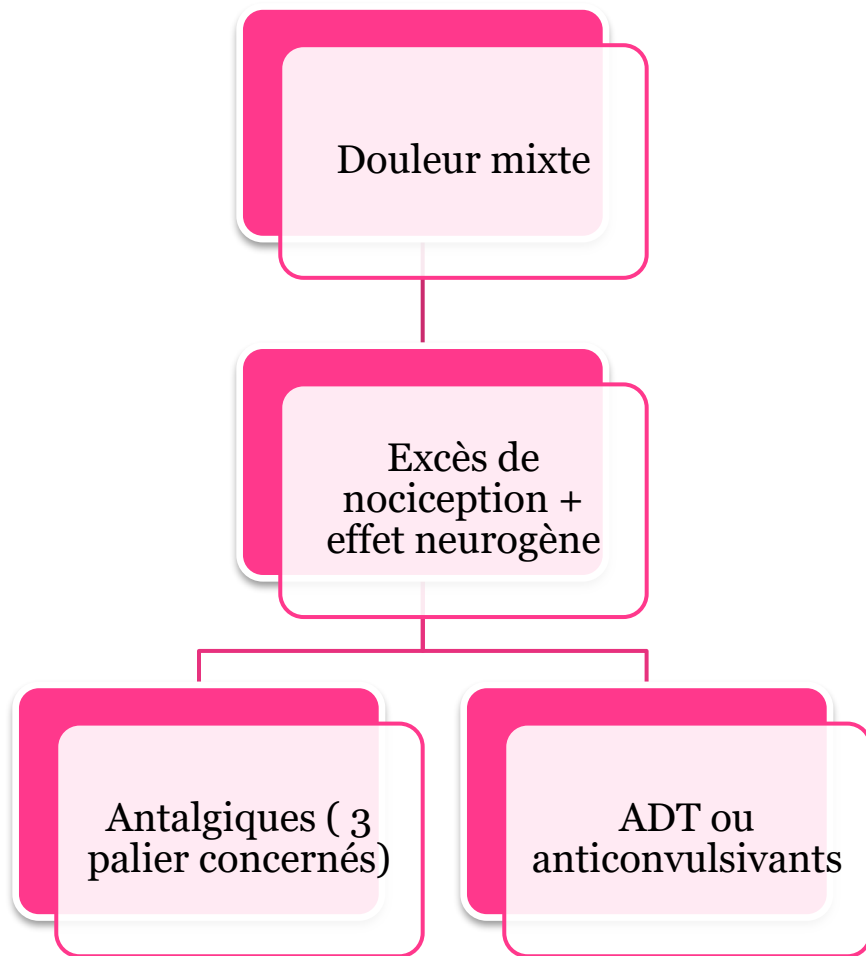 Douleur mixte
Excès de
nociception +
effet neurogène
Antalgiques ( 3
palier concernés)
ADT ou
anticonvulsivants